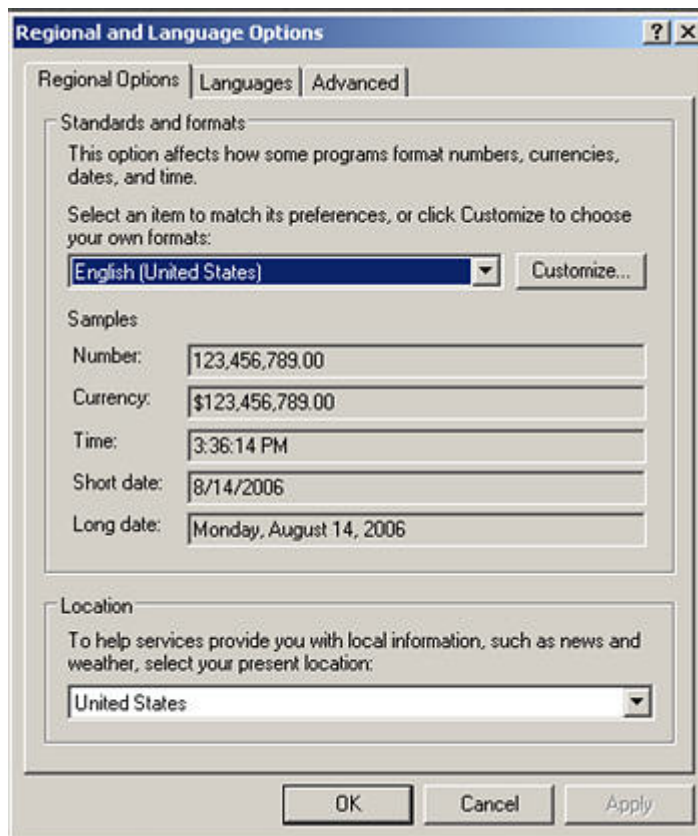 Regional and Language Options
Regional Options Languages Advanced
Standards and formats
This option affects how some programs format numbers, currencies,
dates, and time.
Select an item to match its preferences, or click Customize to choose
your own formats:
English (United States) Customize...
Samples
Number: 123,456,789.00
Currency: $123,456,789.00
Time: 3:36:14 PM
Short date: 8/14/2006
Long date: Monday, August 14, 2006
Location
To help services provide you with local information, such as news and
weather, select your present location:
United States
OK Cancel Apply